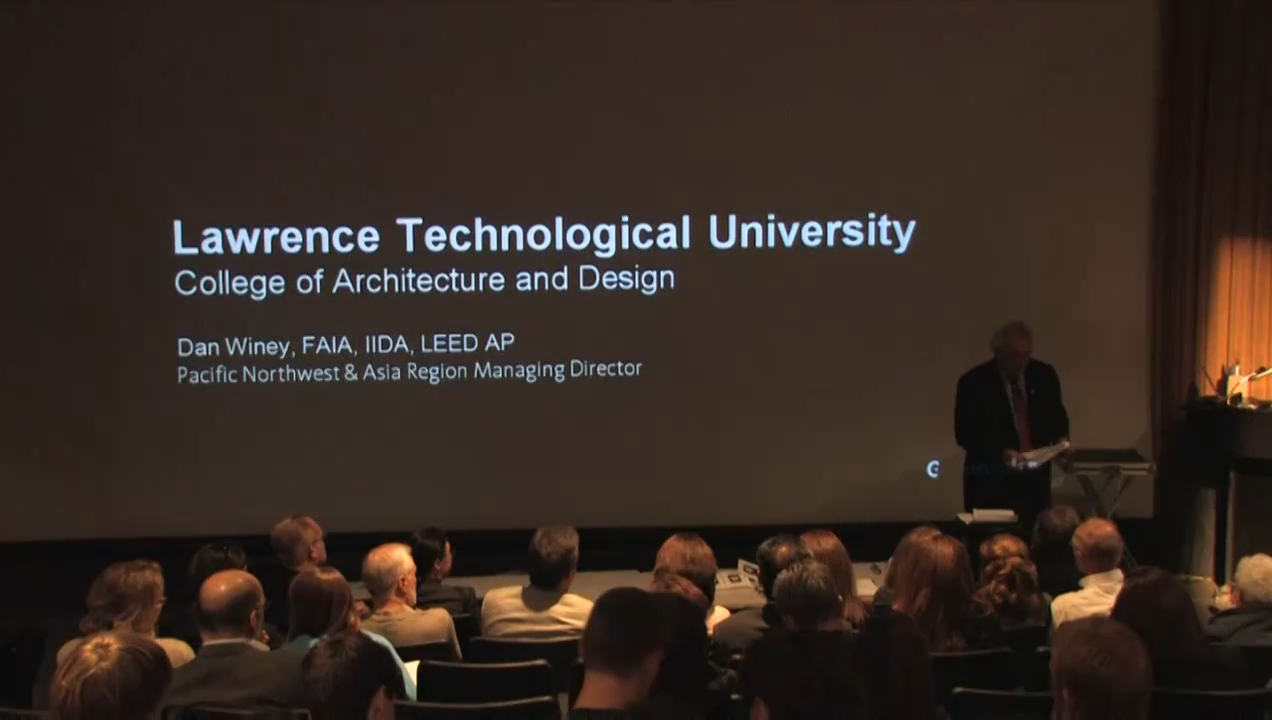 Lawrence Technological University
College of Architecture and Design
Dan Winey, FAIA, IIDA, LEED AP
Pacific Northwest & Asia Region Managing Director